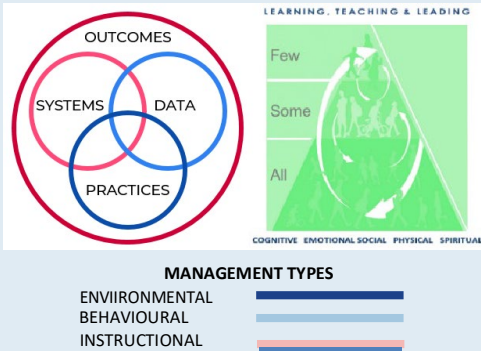 OUTCOMES
SYSTEMS
DATA
PRACTICES
LEARNING, TEACHING & LEADING
Few
Some
All
COGNITIVE EMOTIONAL SOCIAL PHYSICAL SPIRITUAL
MANAGEMENT TYPES
ENVIIRONMENTAL
BEHAVIOURAL
INSTRUCTIONAL